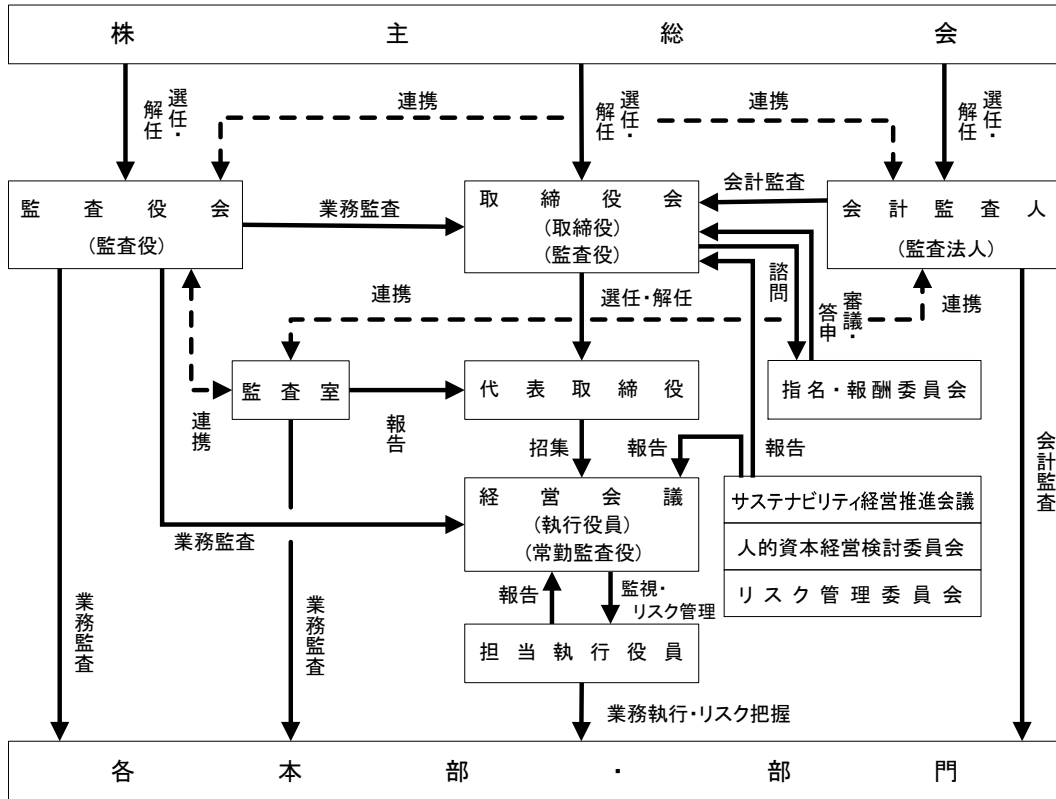 株主総会
選任・
解任
選任・
解任
選任・
解任
連携
連携
監査役会
(監査役)
業務監査
取締役会
(取締役)
(監査役)
会計監査
会計監査人
(監査法人)
連携
選任・解任
諮問
審議・
答申
連携
監査室
報告
代表取締役
指名・報酬委員会
連携
招集
報告
報告
会計監査
経営会議
(執行役員)
(常勤監査役)
業務監査
サステナビリティ経営推進会議
人的資本経営検討委員会
リスク管理委員会
報告
監視・
リスク管理
業務監査
業務監査
担当執行役員
業務執行・リスク把握
各本部・部門